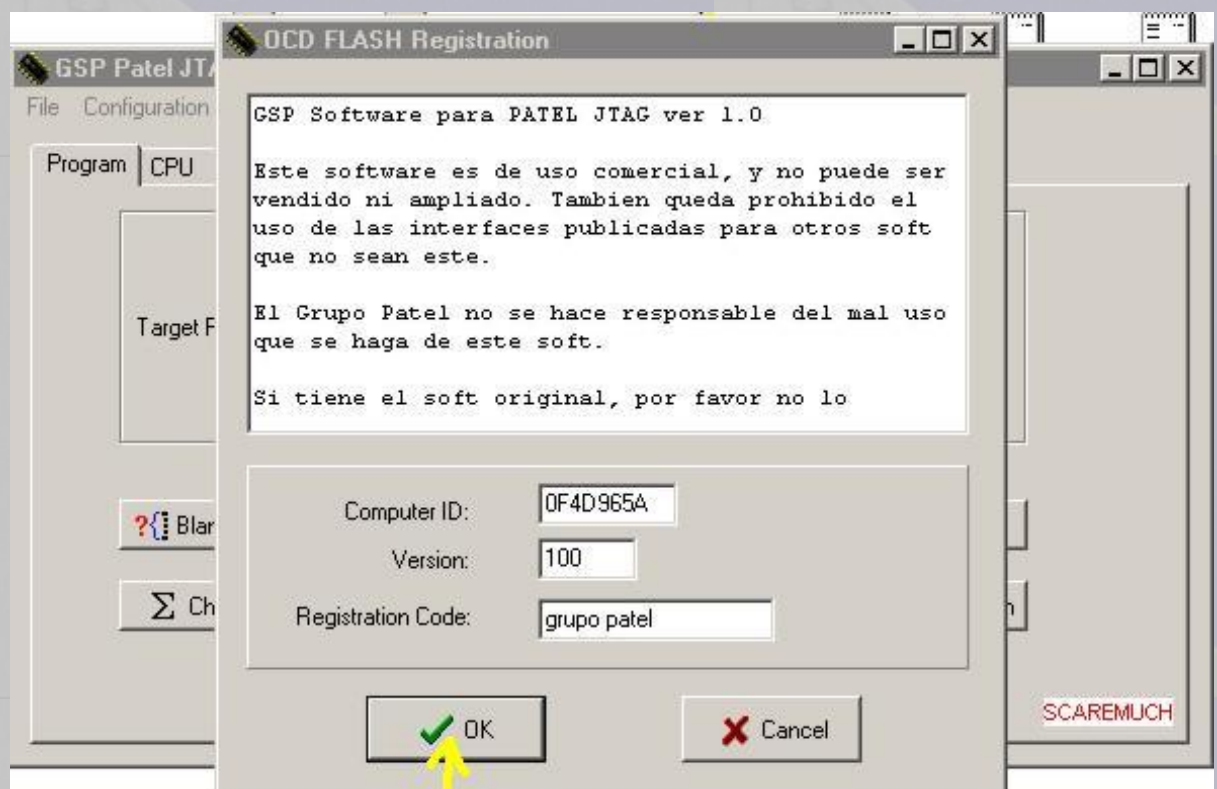 OCD FLASH Registration
GSP Patel JTA
File Configuration
Program CPU
GSP Software para PATEL JTAG ver 1.0
Este software es de uso comercial, y no puede ser
vendido ni ampliado. Tambien queda prohibido el
uso de las interfaces publicadas para otros soft
que no sean este.
El Grupo Patel no se hace responsable del mal uso
que se haga de este soft.
Si tiene el soft original, por favor no lo
Target F
Computer ID: 0F4D965A
?{ Blan
Version: 100
Σ Ch
Registration Code: grupo patel
n
OK Cancel
SCAREMUCH